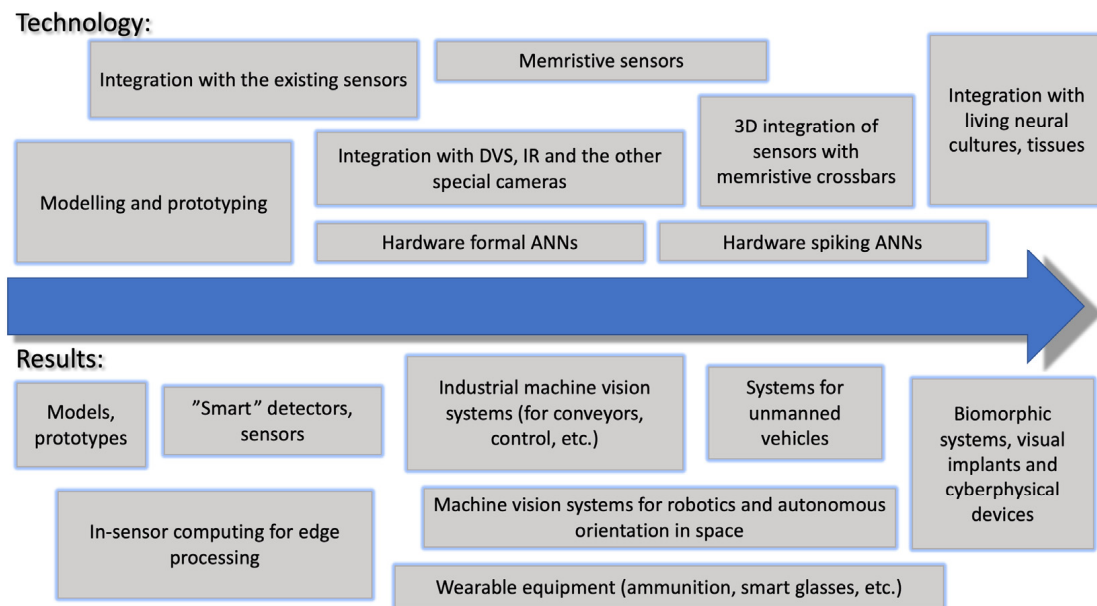 Technology:
Integration with the existing sensors
Memristive sensors
Integration with
living neural
cultures, tissues
3D integration of
sensors with
memristive crossbars
Integration with DVS, IR and the other
special cameras
Modelling and prototyping
Hardware formal ANNs
Hardware spiking ANNs
Results:
Models,
prototypes
”Smart” detectors,
sensors
Industrial machine vision
systems (for conveyors,
control, etc.)
Systems for
unmanned
vehicles
Biomorphic
systems, visual
implants and
cyberphysical
devices
In-sensor computing for edge
processing
Machine vision systems for robotics and autonomous
orientation in space
Wearable equipment (ammunition, smart glasses, etc.)